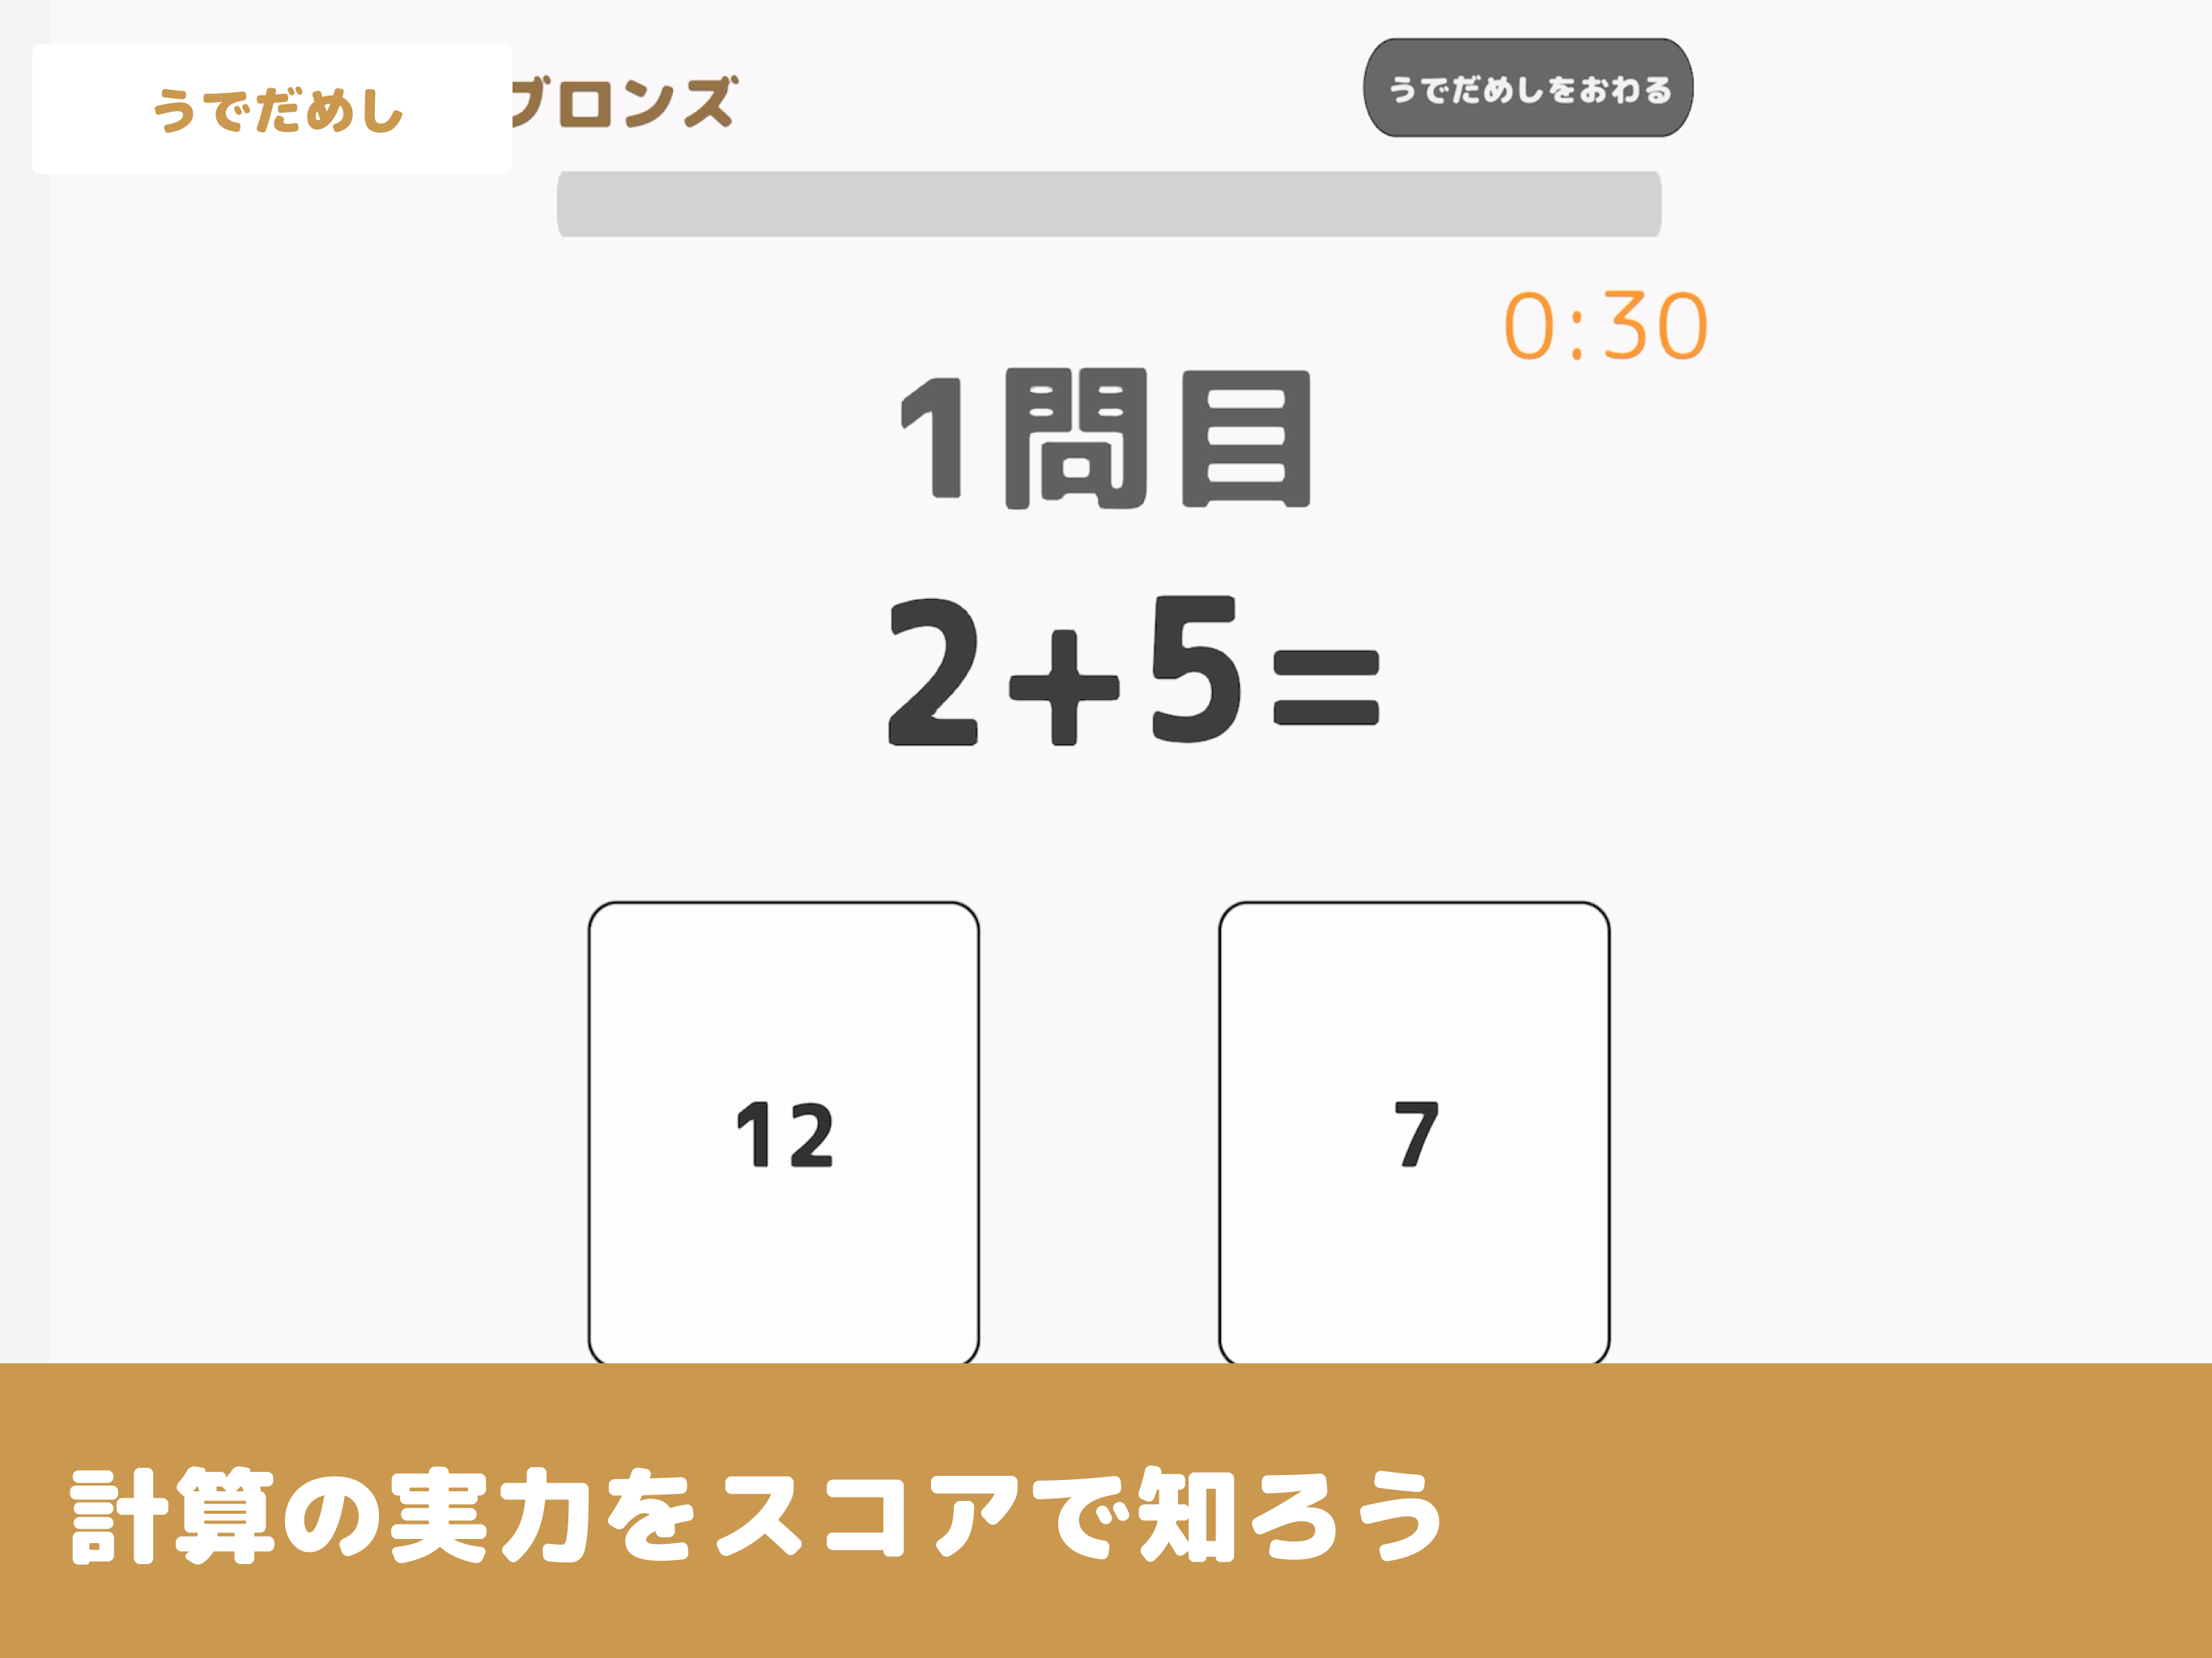 うでだめし
ブロンズ
うでだめしをおわる
0:30
1問目
2+5=
12
7
計算の実力をスコアで知ろう